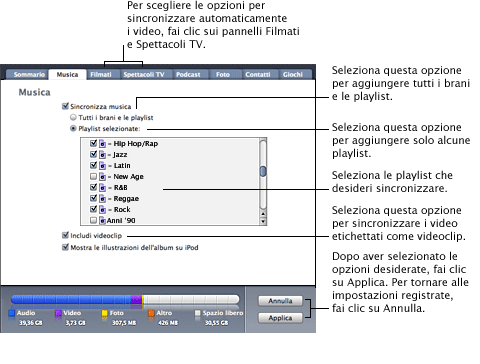 Per scegliere le opzioni per
sincronizzare automaticamente
i video, fai clic sui pannelli Filmati
e Spettacoli TV.
Sommario Musica Filmati Spettacoli TV Podcast Foto Contatti Giochi
Musica
Sincronizza musica
Tutti i brani e le playlist
Playlist selezionate:
Hip Hop/Rap
Jazz
Latin
New Age
R&B
Reggae
Rock
Anni '90
Includi videoclip
Mostra le illustrazioni dell'album su iPod
Audio Video Foto Altro Spazio libero
39,36 GB 3,73 GB 307,5 MB 426 MB 30,55 GB
Annulla
Applica
Seleziona questa opzione
per aggiungere tutti i brani
e le playlist.
Seleziona questa opzione
per aggiungere solo alcune
playlist.
Seleziona le playlist che
desideri sincronizzare.
Seleziona questa opzione
per sincronizzare i video
etichettati come videoclip.
Dopo aver selezionato le
opzioni desiderate, fai clic
su Applica. Per tornare alle
impostazioni registrate,
fai clic su Annulla.